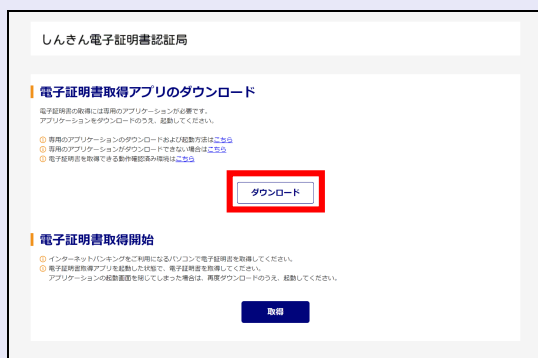 しんきん電子証明書認証局
電子証明書取得アプリのダウンロード
電子証明書の取得には専用のアプリケーションが必要です。
アプリケーションをダウンロードのうえ、起動してください。
専用のアプリケーションのダウンロードおよび起動方法はこちら
専用のアプリケーションがダウンロードできない場合はこちら
電子証明書を取得できる動作確認済み環境はこちら
ダウンロード
電子証明書取得開始
インターネットバンキングをご利用になるパソコンで電子証明書を取得してください。
電子証明書取得アプリを起動した状態で、電子証明書を取得してください。
アプリケーションの起動画面を閉じてしまった場合は、再度ダウンロードのうえ、起動してください。
取得